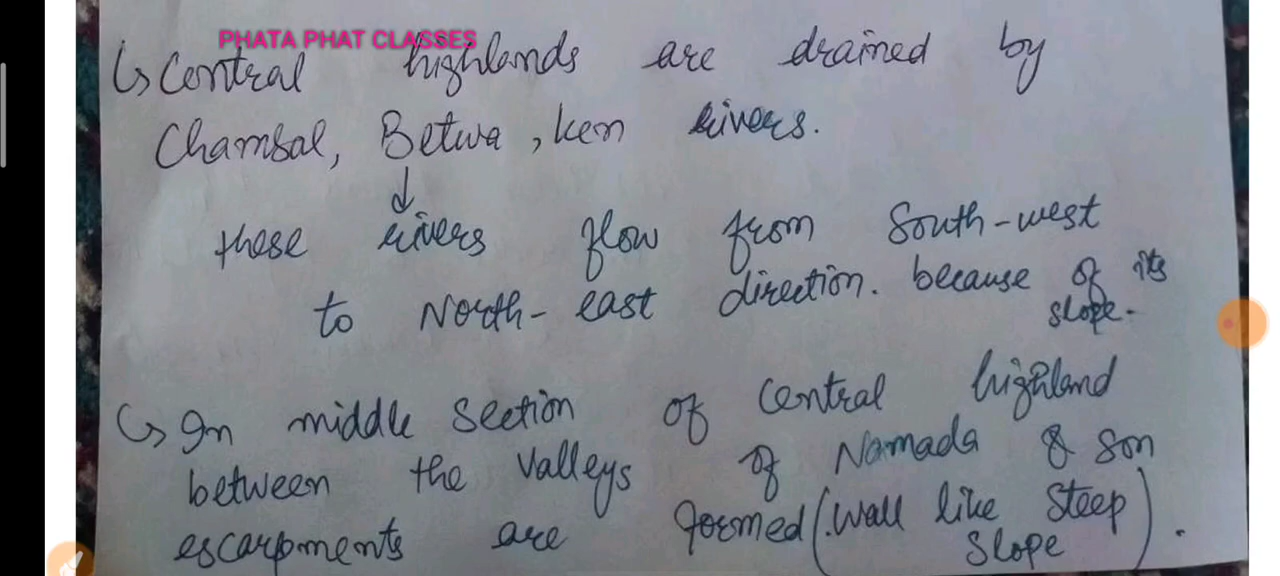 PHATA PHAT CLASSES
↳ Central highlands are drained by
Chambal, Betwa, ken rivers.
↓
these rivers flow from South-west
to North-east direction. because of its
slope.
↳ In middle section of central highland
between the valleys of Namada & son
escarpments are formed (wall like steep
slope).